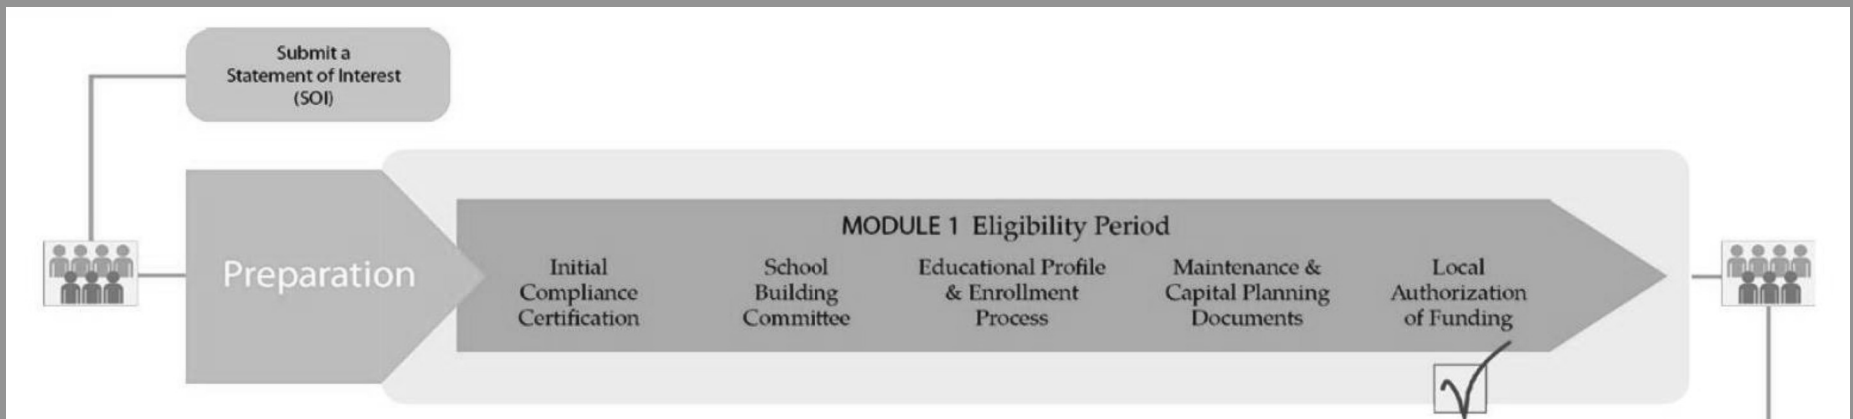 Submit a
Statement of Interest
(SOI)
Preparation
MODULE 1 Eligibility Period
Initial
Compliance
Certification
School
Building
Committee
Educational Profile
& Enrollment
Process
Maintenance &
Capital Planning
Documents
Local
Authorization
of Funding